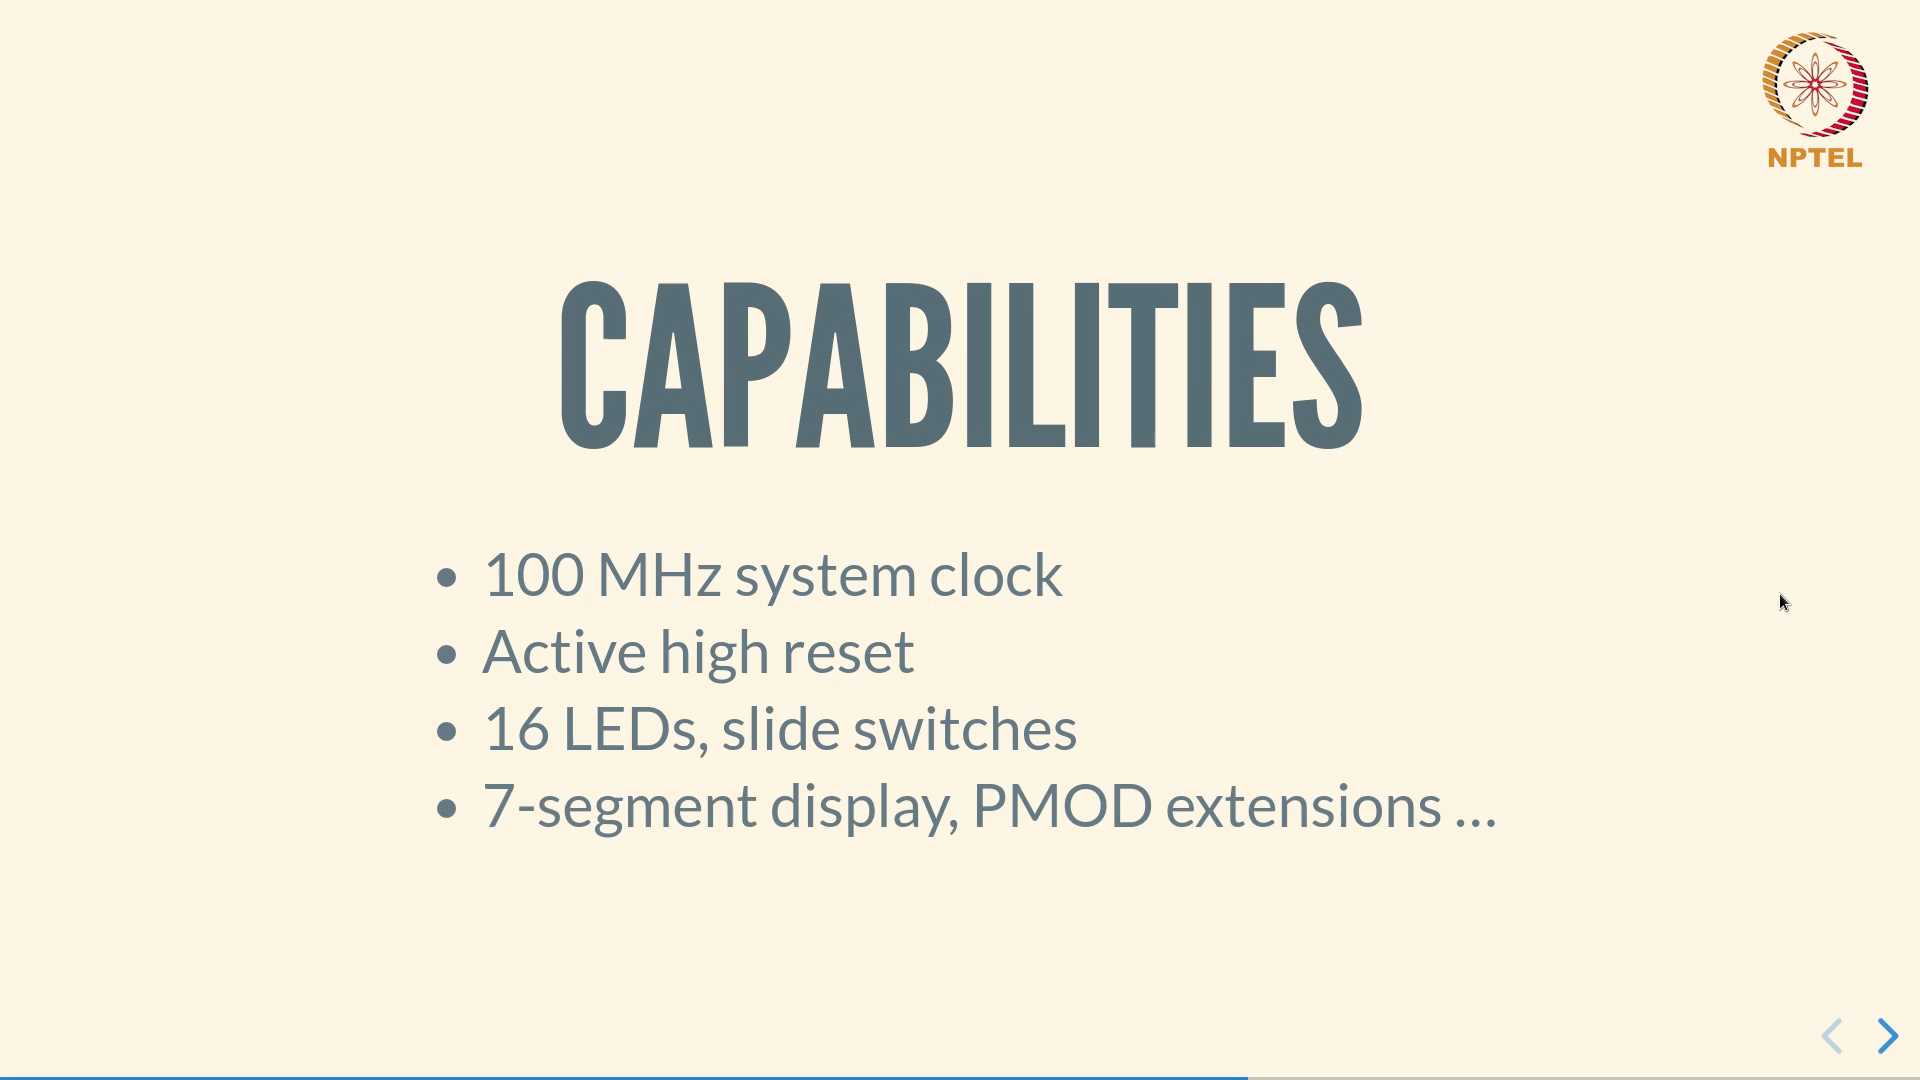 NPTEL
CAPABILITIES
• 100 MHz system clock
• Active high reset
• 16 LEDs, slide switches
• 7-segment display, PMOD extensions ...